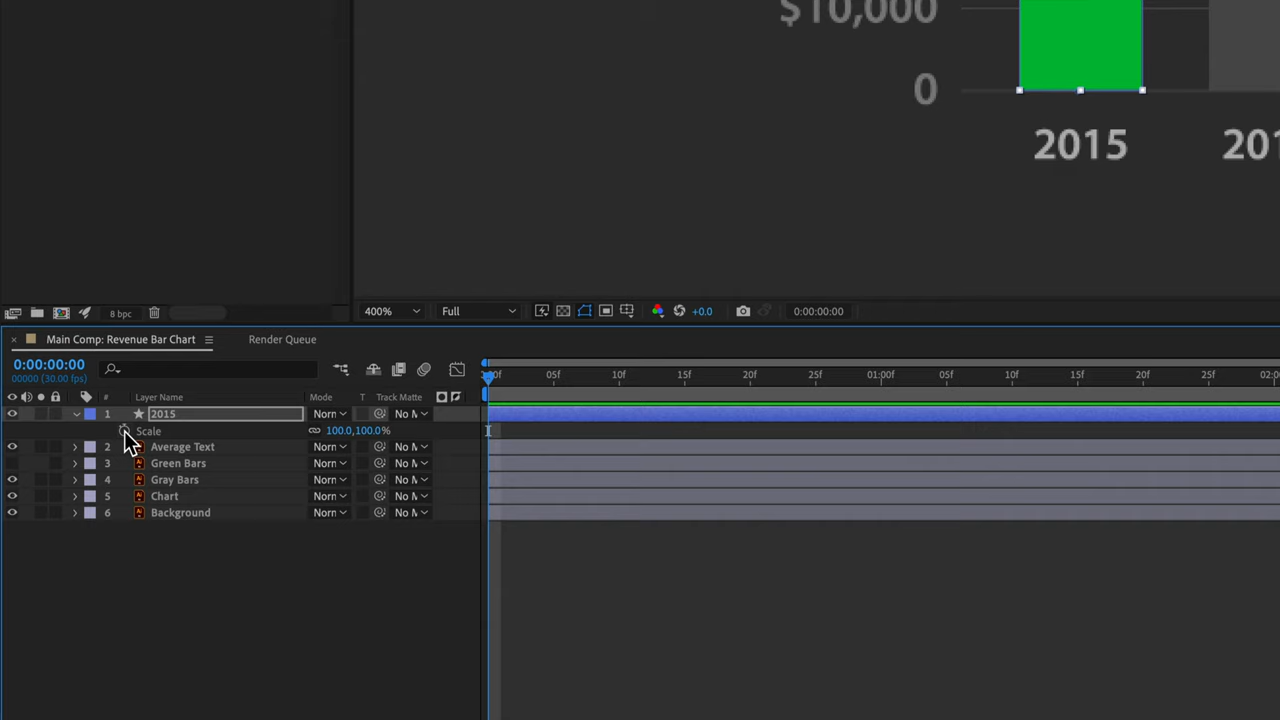 $10,000
0
2015
201
8 bpc
400%
Full
+0.0
0:00:00:00
Main Comp: Revenue Bar Chart
Render Queue
0:00:00:00
00000 (30.00 fps)
:00f 05f 10f 15f 20f 25f 01:00f 05f 10f 15f 20f 25f 02:0
# Layer Name Mode T Track Matte
1 2015 Norn No M
Scale 100.0,100.0%
2 Average Text Norn No M
3 Green Bars Norn No M
4 Gray Bars Norn No M
5 Chart Norn No M
6 Background Norn No M